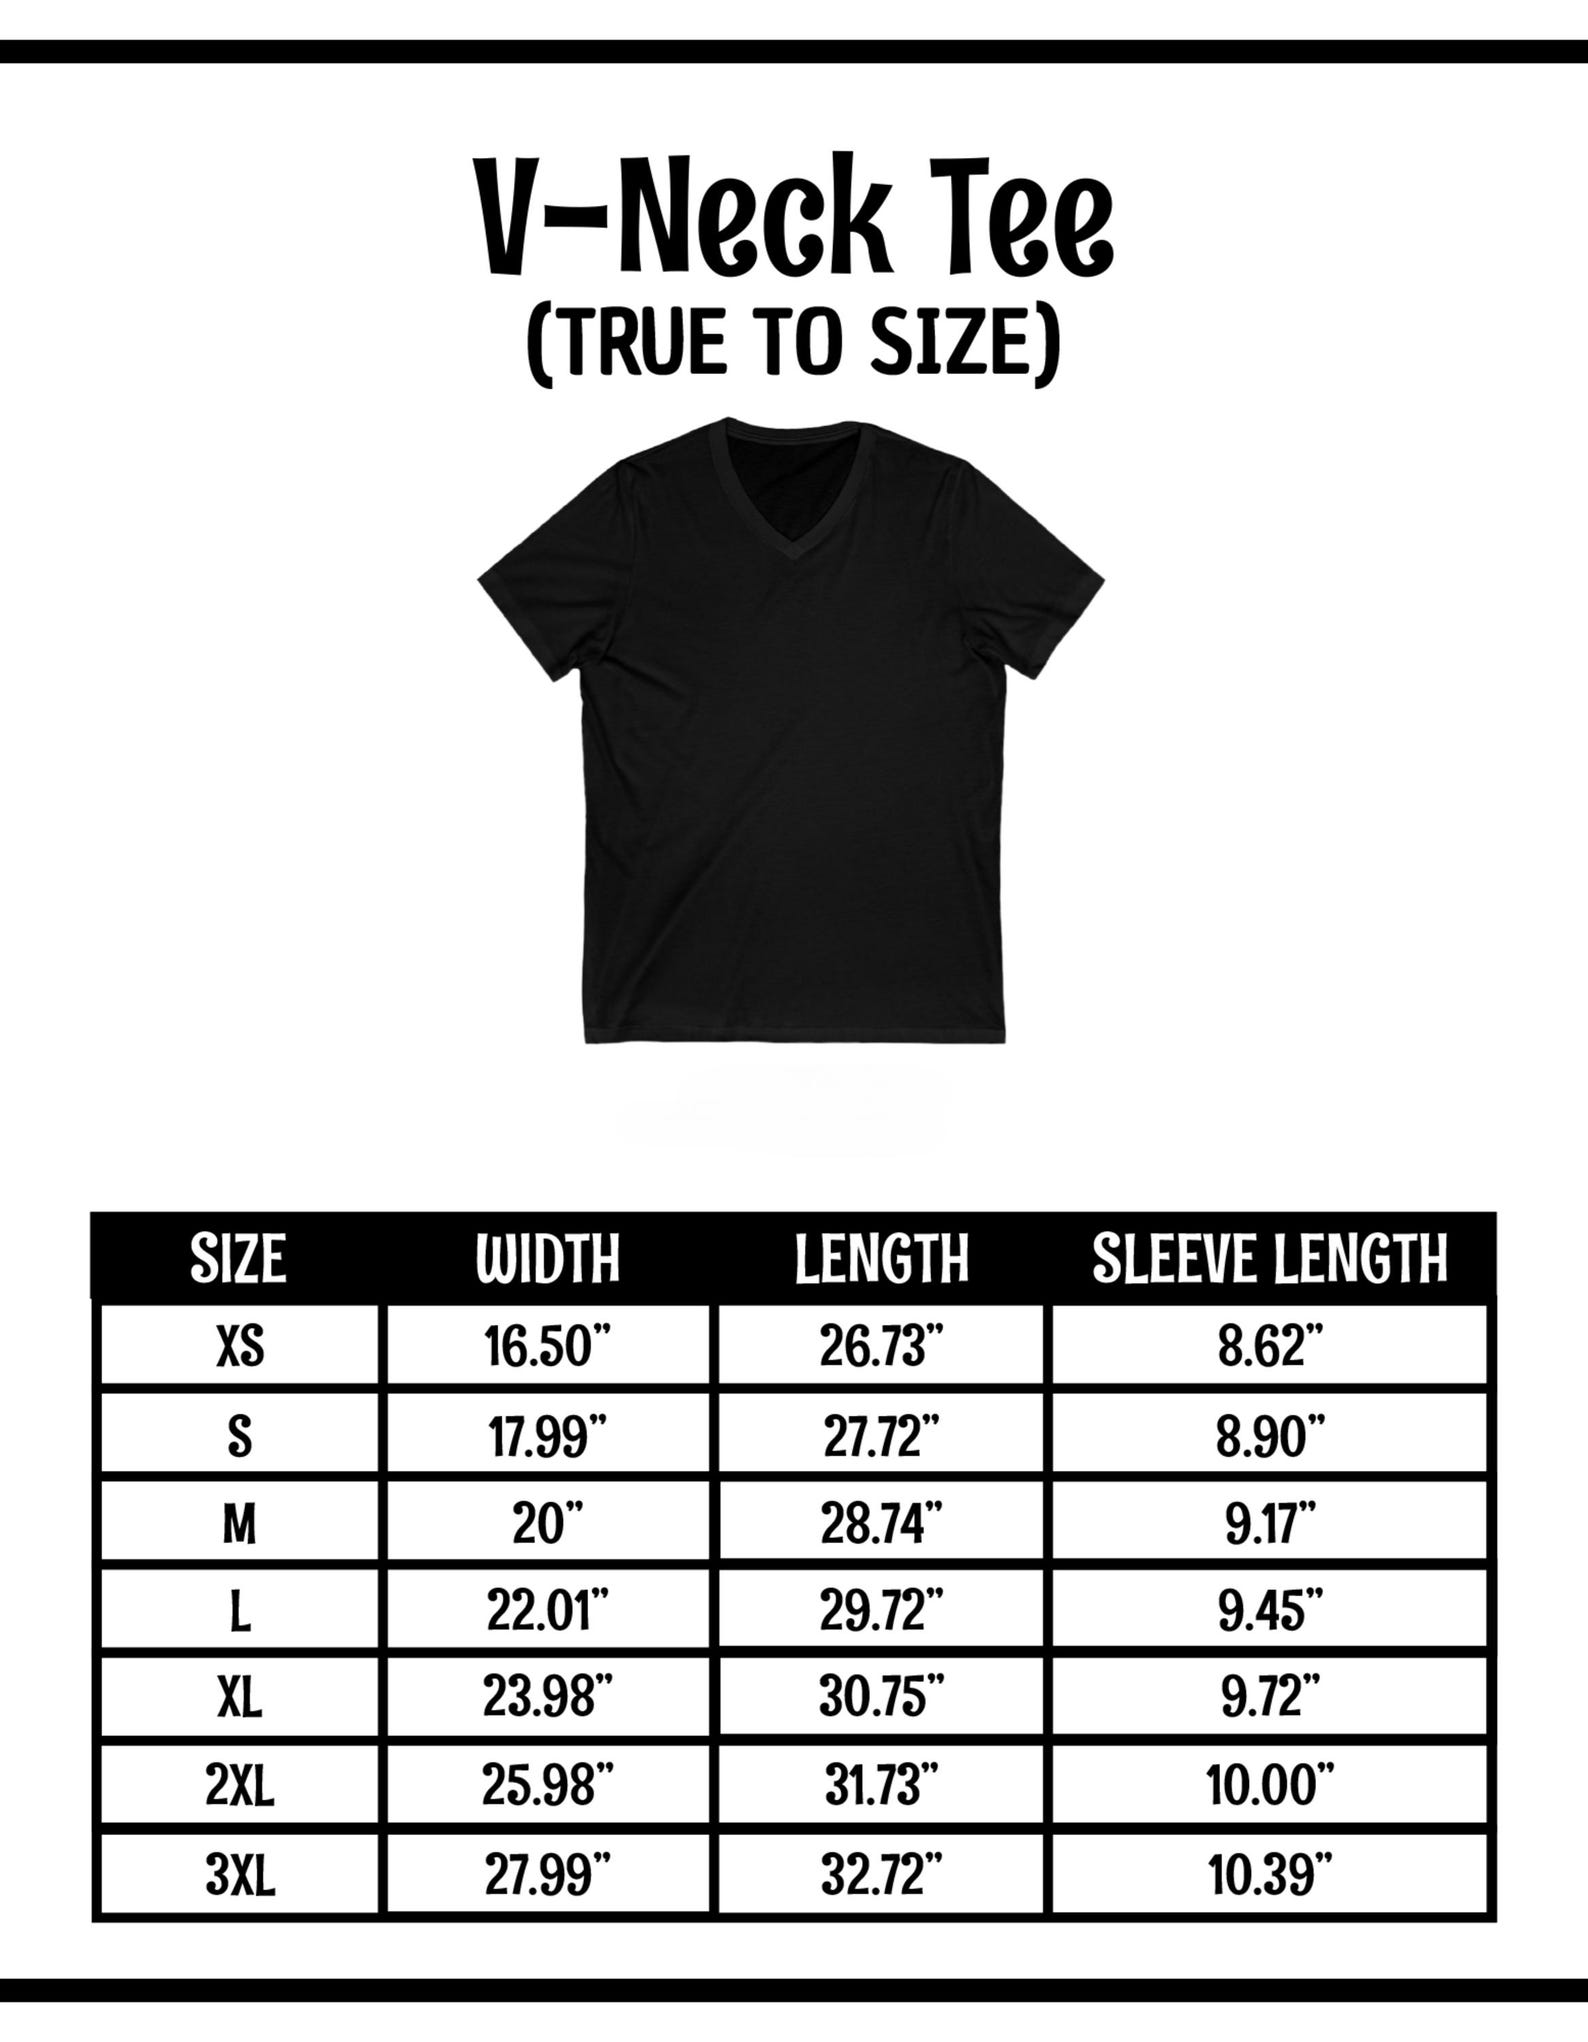 V-Neck Tee
(TRUE TO SIZE)
SIZE WIDTH LENGTH SLEEVE LENGTH
XS 16.50” 26.73” 8.62”
S 17.99” 27.72” 8.90”
M 20” 28.74” 9.17”
L 22.01” 29.72” 9.45”
XL 23.98” 30.75” 9.72”
2XL 25.98” 31.73” 10.00”
3XL 27.99” 32.72” 10.39”